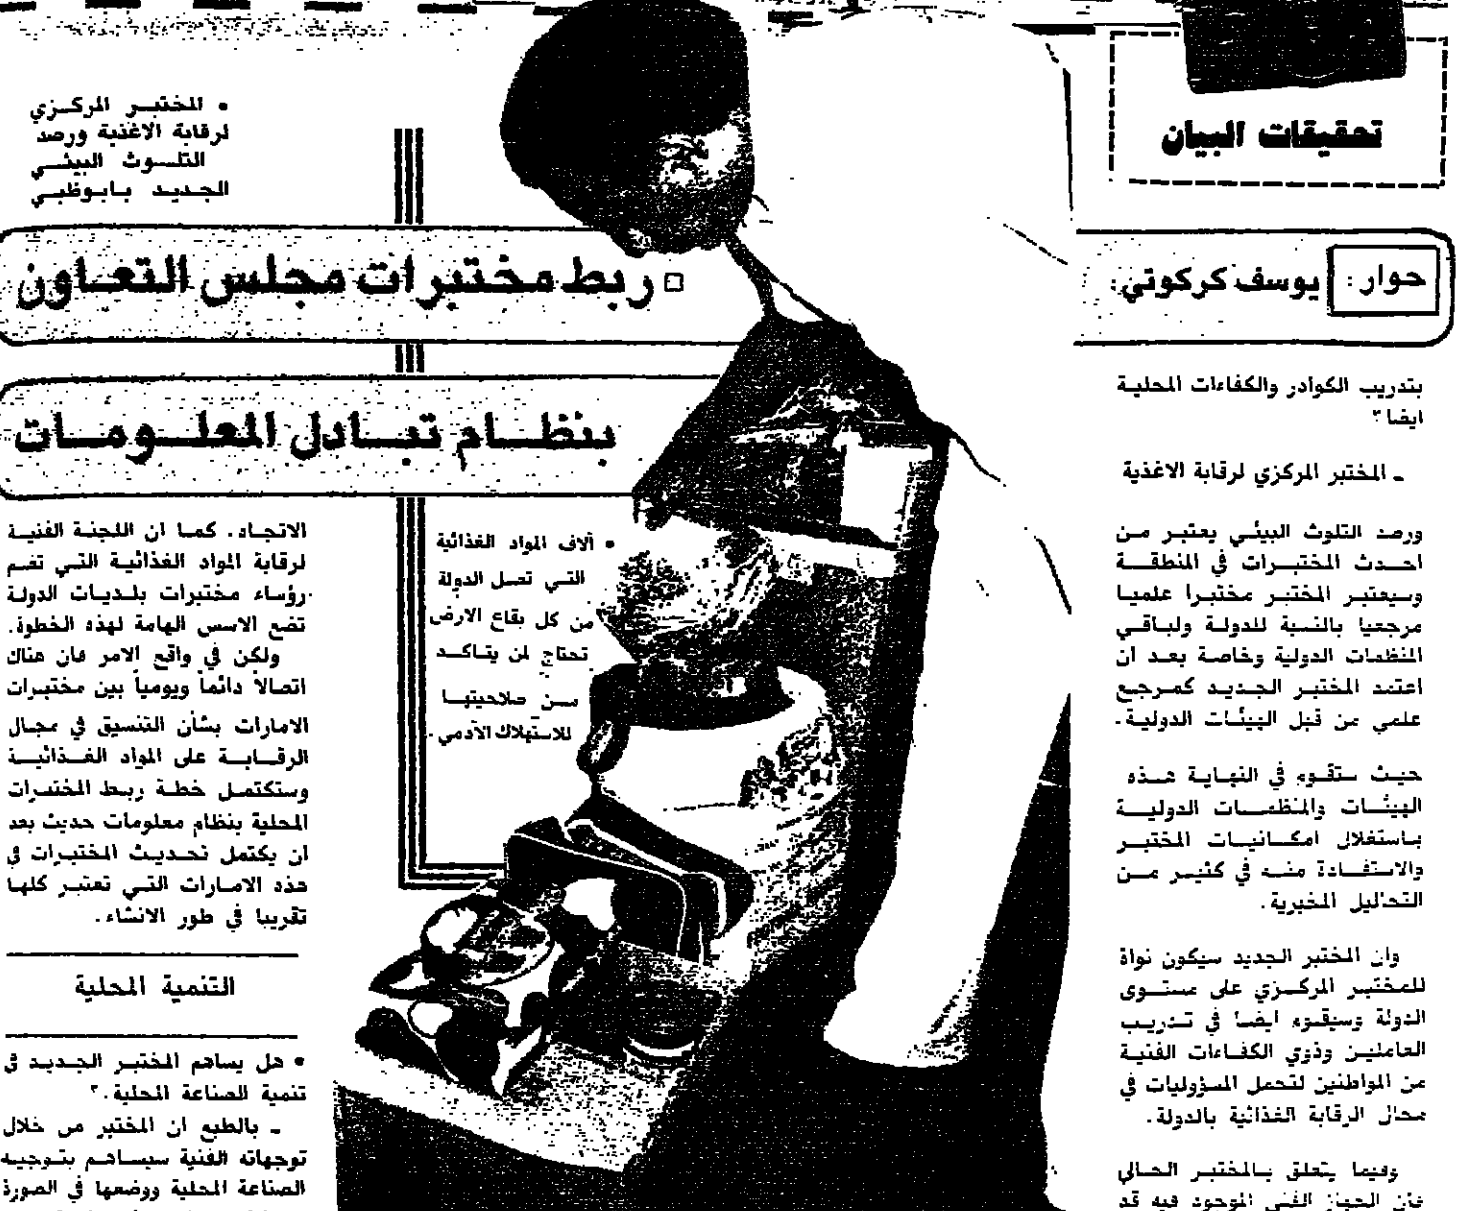 تحقيقات البيان
• المختبر المركزي
لرقابة الاغذية ورصد
التلوث البيئي
الجديد بابوظبي
حوار: يوسف كركوتي:
□ ربط مختبرات مجلس التعاون
بنظام تبادل المعلومات
بتدريب الكوادر والكفاءات المحلية
ايضا؟
ـ المختبر المركزي لرقابة الاغذية
ورصد التلوث البيئي يعتبر من
احدث المختبرات في المنطقة
وسيعتبر المختبر مختبرا علميا
مرجعيا بالنسبة للدولة ولباقي
المنظمات الدولية وخاصة بعد ان
اعتمد المختبر الجديد كمرجع
علمي من قبل الهيئات الدولية.
حيث ستقوم في النهاية هذه
الهيئات والمنظمات الدولية
باستغلال امكانيات المختبر
والاستفادة منه في كثير من
التحاليل المخبرية.
وان المختبر الجديد سيكون نواة
للمختبر المركزي على مستوى
الدولة وسيقوم ايضا في تدريب
العاملين وذوي الكفاءات الفنية
من المواطنين لتحمل المسؤوليات في
مجال الرقابة الغذائية بالدولة.
وفيما يتعلق بالمختبر الحالي
فان الجهاز الفني الموجود فيه قد
• آلاف المواد الغذائية
التي تصل الدولة
من كل بقاع الارض
تحتاج لمن يتاكد
من صلاحيتها
للاستهلاك الآدمي.
الاتجاه. كما ان اللجنة الفنية
لرقابة المواد الغذائية التي تضم
رؤساء مختبرات بلديات الدولة
تضع الاسس الهامة لهذه الخطوة.
ولكن في واقع الامر فان هناك
اتصالا دائماً ويومياً بين مختبرات
الامارات بشأن التنسيق في مجال
الرقابة على المواد الغذائية
وستكتمل خطة ربط المختبرات
المحلية بنظام معلومات حديث بعد
ان يكتمل تحديث المختبرات في
هذه الامارات التي تعتبر كلها
تقريبا في طور الانشاء.
التنمية المحلية
• هل يساهم المختبر الجديد في
تنمية الصناعة المحلية.؟
ـ بالطبع ان المختبر من خلال
توجهاته الفنية سيساهم بتوجيه
الصناعة المحلية ووضعها في الصورة